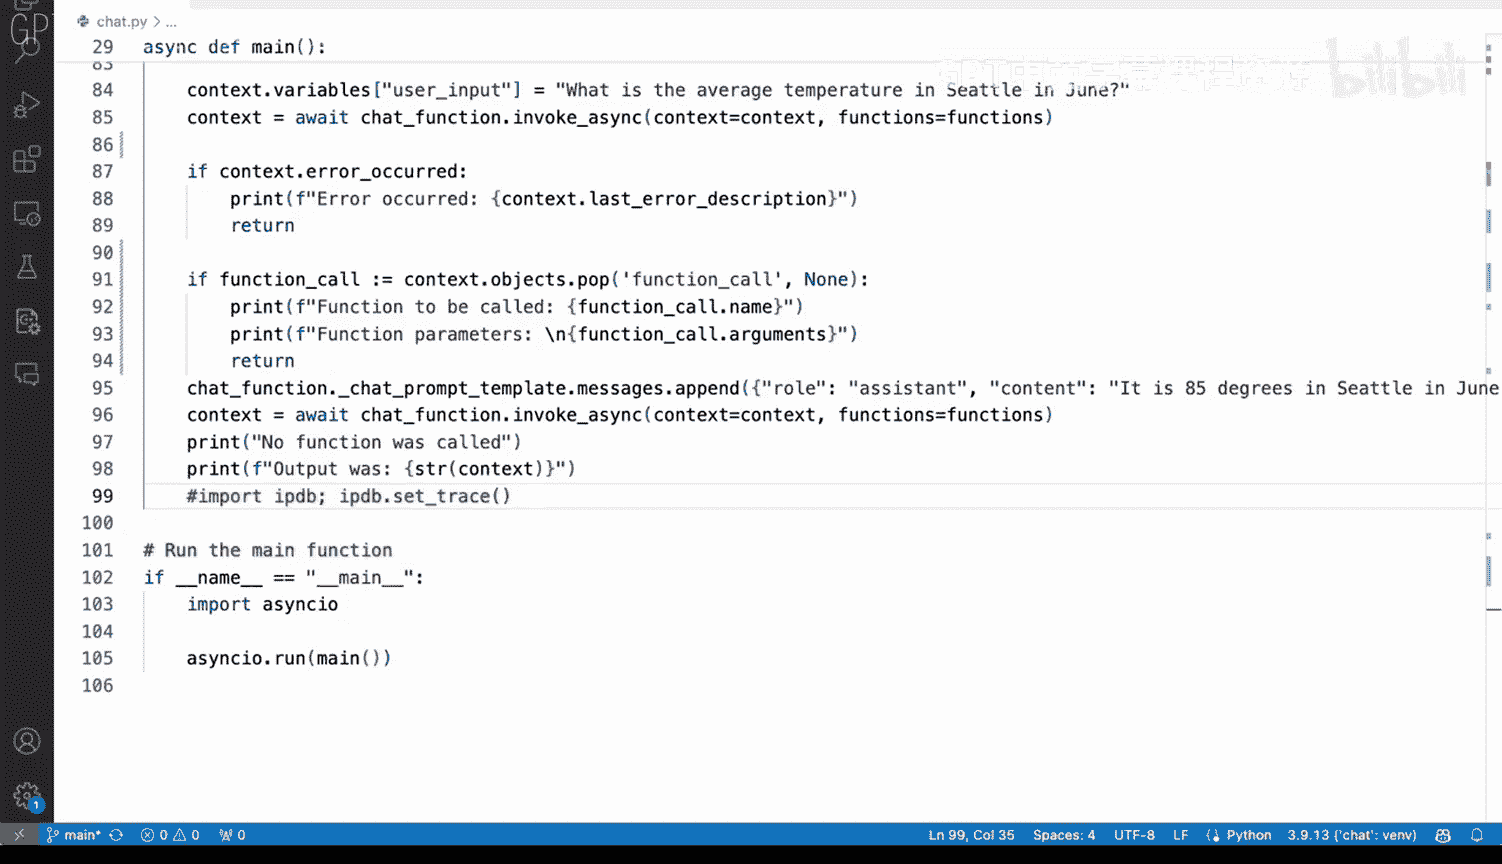 GP
chat.py > ...
29 async def main():
83
84 context.variables["user_input"] = "What is the average temperature in Seattle in June?"
85 context = await chat_function.invoke_async(context=context, functions=functions)
86
87 if context.error_occurred:
88 print(f"Error occurred: {context.last_error_description}")
89 return
90
91 if function_call := context.objects.pop('function_call', None):
92 print(f"Function to be called: {function_call.name}")
93 print(f"Function parameters: \n{function_call.arguments}")
94 return
95 chat_function._chat_prompt_template.messages.append({"role": "assistant", "content": "It is 85 degrees in Seattle in June
96 context = await chat_function.invoke_async(context=context, functions=functions)
97 print("No function was called")
98 print(f"Output was: {str(context)}")
99 #import ipdb; ipdb.set_trace()
100
101 # Run the main function
102 if __name__ == "__main__":
103 import asyncio
104
105 asyncio.run(main())
106
bilibili
1
main* 0 0 0 Ln 99, Col 35 Spaces: 4 UTF-8 LF Python 3.9.13 ('chat': venv)